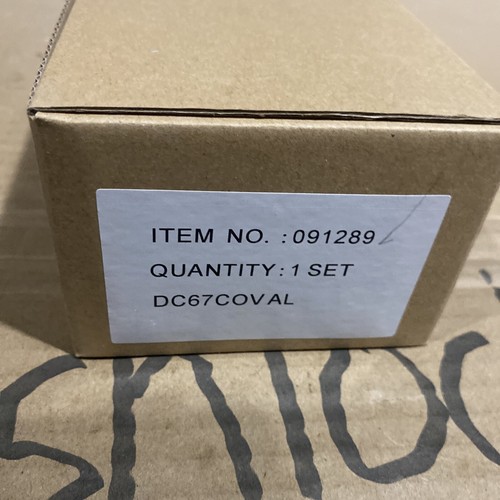 ITEM NO. :091289
QUANTITY:1 SET
DC67COVAL